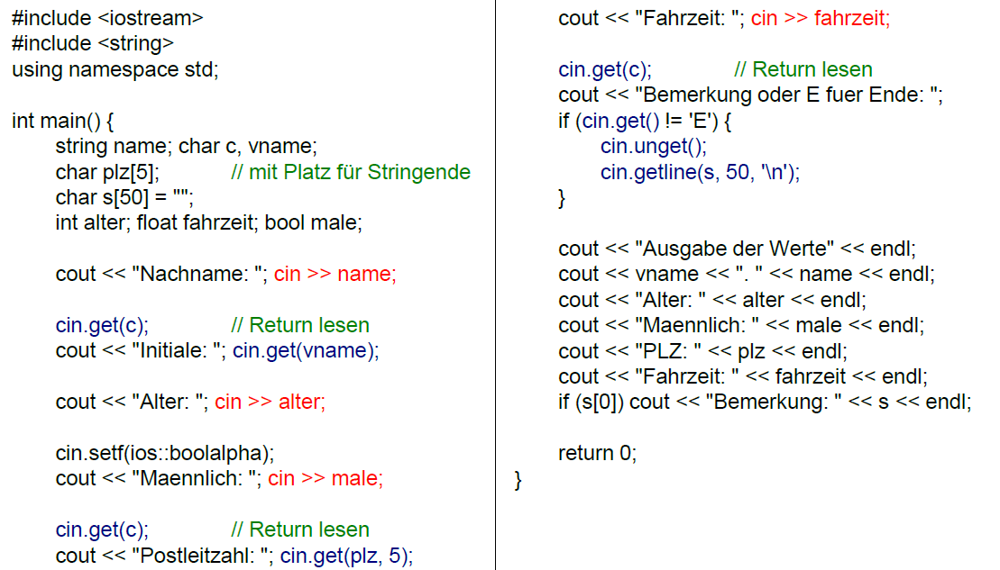 #include <iostream>
#include <string>
using namespace std;
int main() {
string name; char c, vname;
char plz[5]; // mit Platz für Stringende
char s[50] = "";
int alter; float fahrzeit; bool male;
cout << "Nachname: "; cin >> name;
cin.get(c); // Return lesen
cout << "Initiale: "; cin.get(vname);
cout << "Alter: "; cin >> alter;
cin.setf(ios::boolalpha);
cout << "Maennlich: "; cin >> male;
cin.get(c); // Return lesen
cout << "Postleitzahl: "; cin.get(plz, 5);
cout << "Fahrzeit: "; cin >> fahrzeit;
cin.get(c); // Return lesen
cout << "Bemerkung oder E fuer Ende: ";
if (cin.get() != 'E') {
cin.unget();
cin.getline(s, 50, '\n');
}
cout << "Ausgabe der Werte" << endl;
cout << vname << ". " << name << endl;
cout << "Alter: " << alter << endl;
cout << "Maennlich: " << male << endl;
cout << "PLZ: " << plz << endl;
cout << "Fahrzeit: " << fahrzeit << endl;
if (s[0]) cout << "Bemerkung: " << s << endl;
return 0;
}